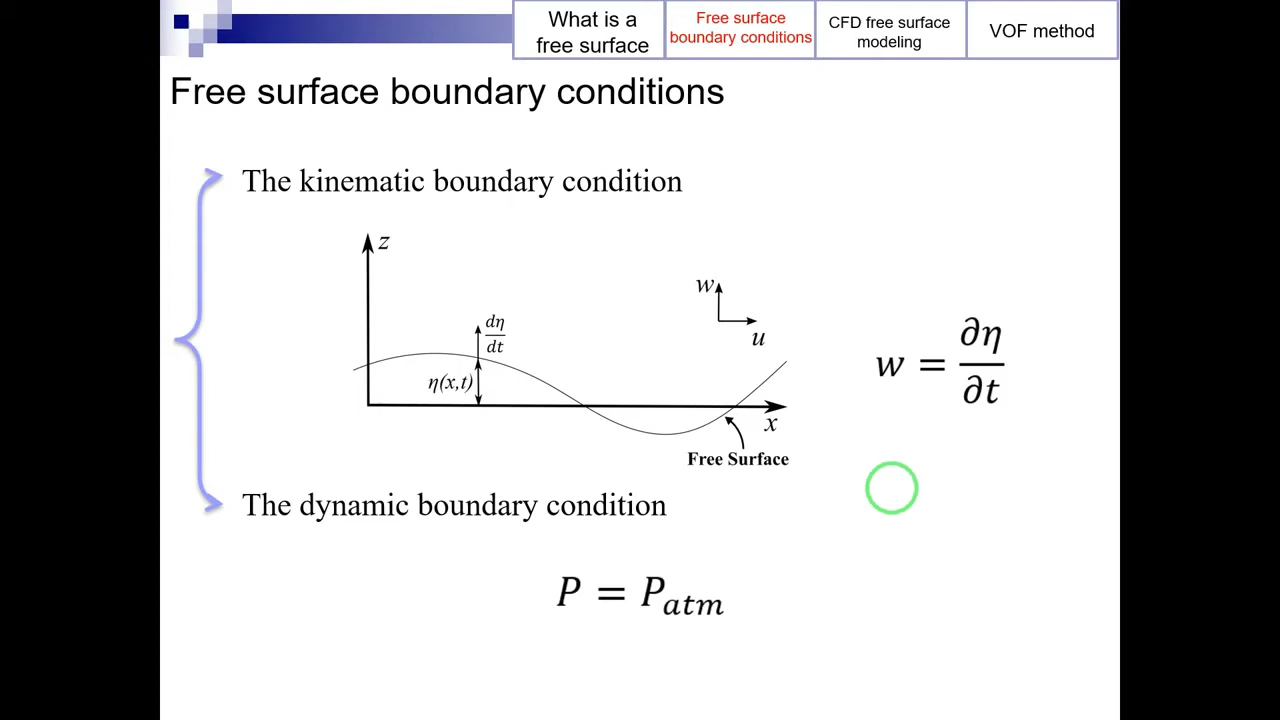 What is a
free surface
Free surface
boundary conditions
CFD free surface
modeling
VOF method
Free surface boundary conditions
The kinematic boundary condition
z
w
u
dη
dt
η(x,t)
x
Free Surface
w = ∂η/∂t
The dynamic boundary condition
P = P_atm